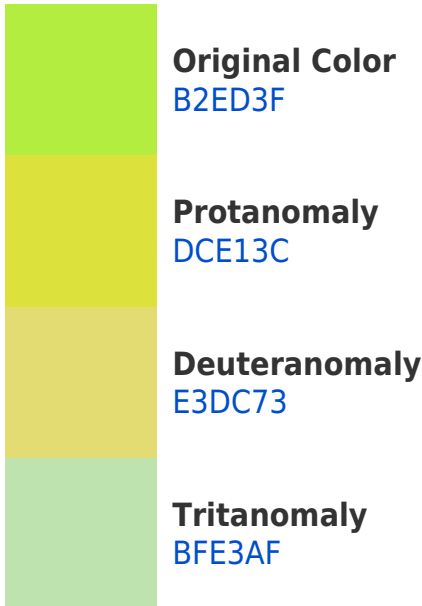 Original Color
B2ED3F
Protanomaly
DCE13C
Deuteranomaly
E3DC73
Tritanomaly
BFE3AF